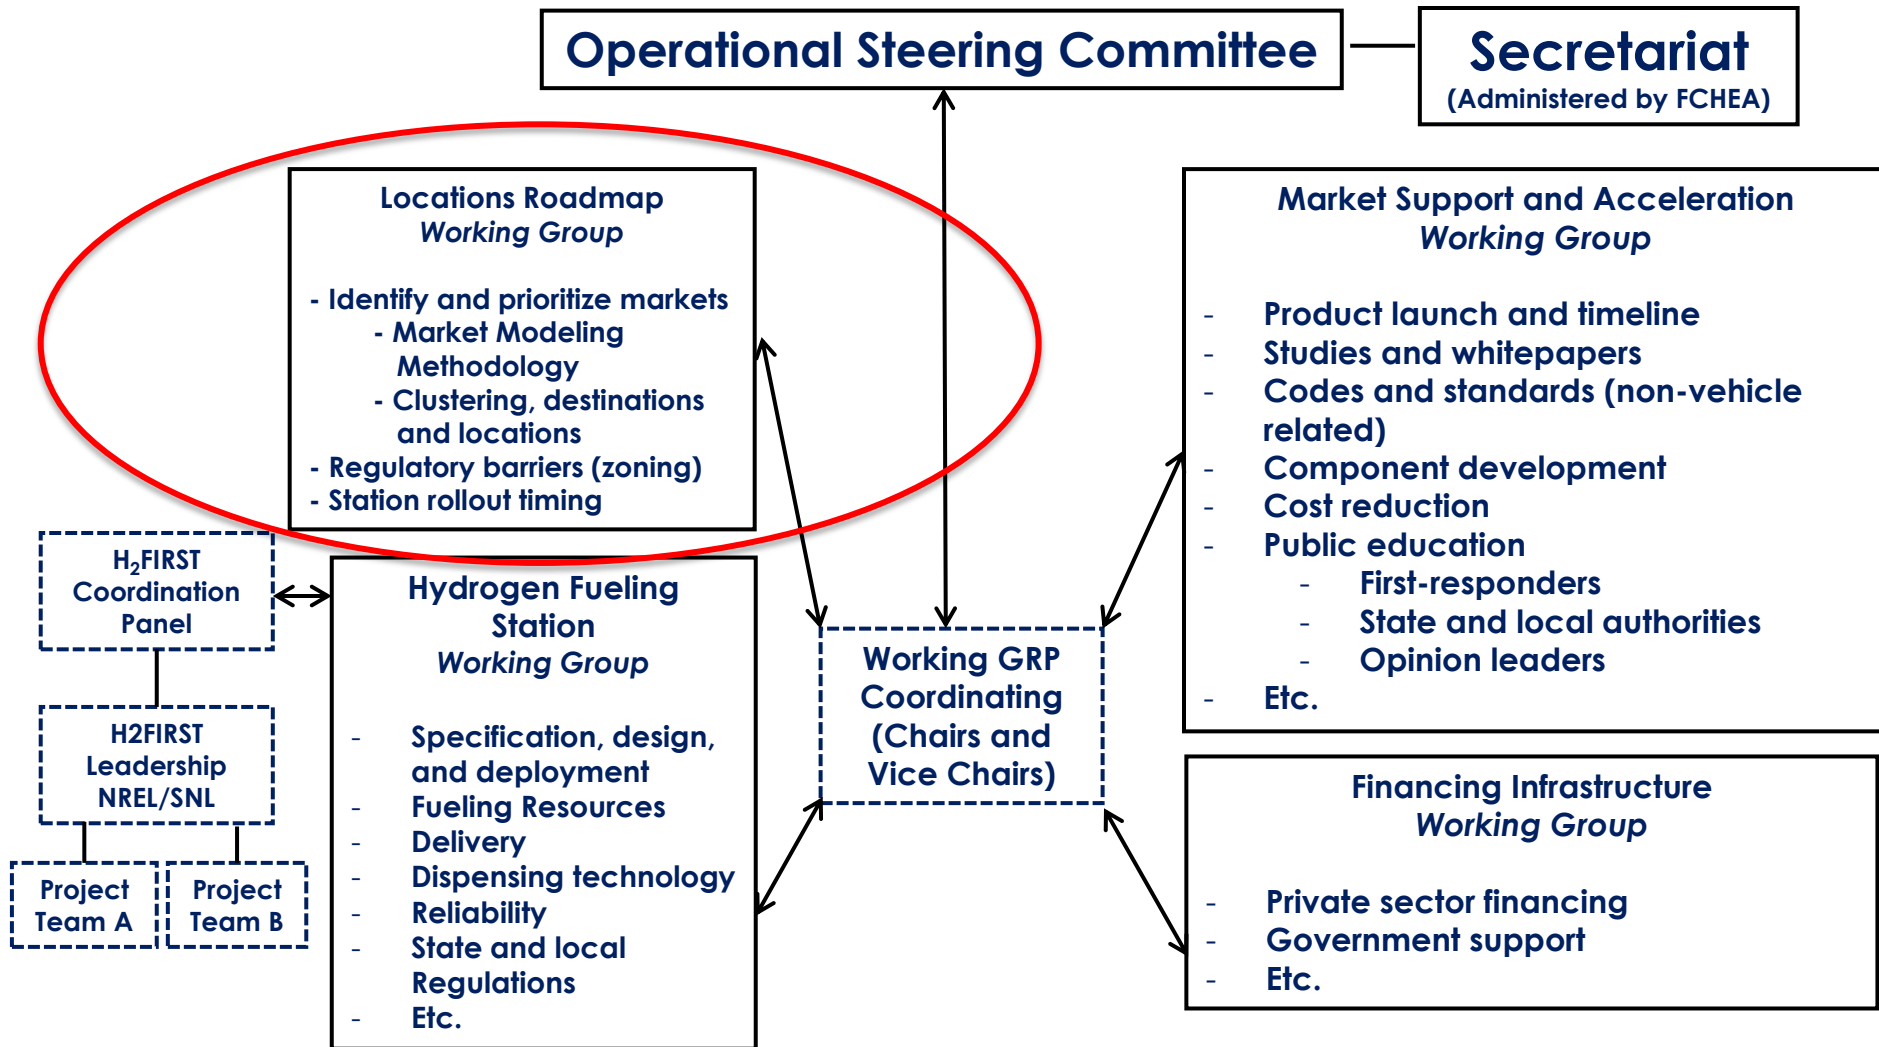 Operational Steering Committee
Secretariat
(Administered by FCHEA)
Locations Roadmap
Working Group
- Identify and prioritize markets
- Market Modeling
Methodology
- Clustering, destinations
and locations
- Regulatory barriers (zoning)
- Station rollout timing
Market Support and Acceleration
Working Group
- Product launch and timeline
- Studies and whitepapers
- Codes and standards (non-vehicle
- related)
- Component development
- Cost reduction
- Public education
- First-responders
- State and local authorities
- Opinion leaders
- Etc.
H₂FIRST
Coordination
Panel
H2FIRST
Leadership
NREL/SNL
Project
Team A
Project
Team B
Hydrogen Fueling
Station
Working Group
- Specification, design,
and deployment
- Fueling Resources
- Delivery
- Dispensing technology
- Reliability
- State and local
Regulations
- Etc.
Working GRP
Coordinating
(Chairs and
Vice Chairs)
Financing Infrastructure
Working Group
- Private sector financing
- Government support
- Etc.